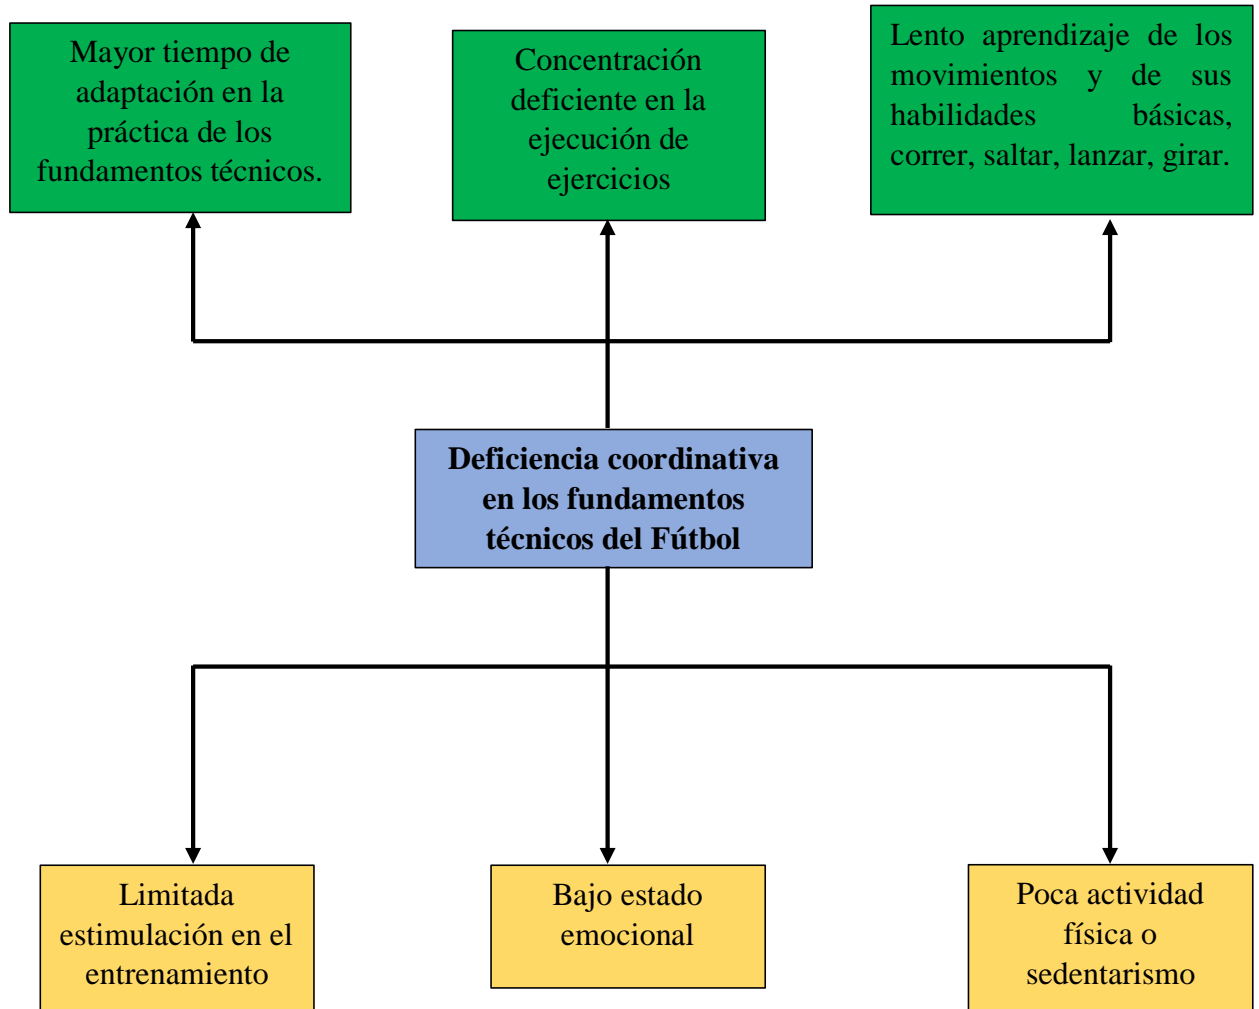 Mayor tiempo de
adaptación en la
práctica de los
fundamentos técnicos.
Concentración
deficiente en la
ejecución de
ejercicios
Lento aprendizaje de los
movimientos y de sus
habilidades básicas,
correr, saltar, lanzar, girar.
Deficiencia coordinativa
en los fundamentos
técnicos del Fútbol
Limitada
estimulación en el
entrenamiento
Bajo estado
emocional
Poca actividad
física o
sedentarismo